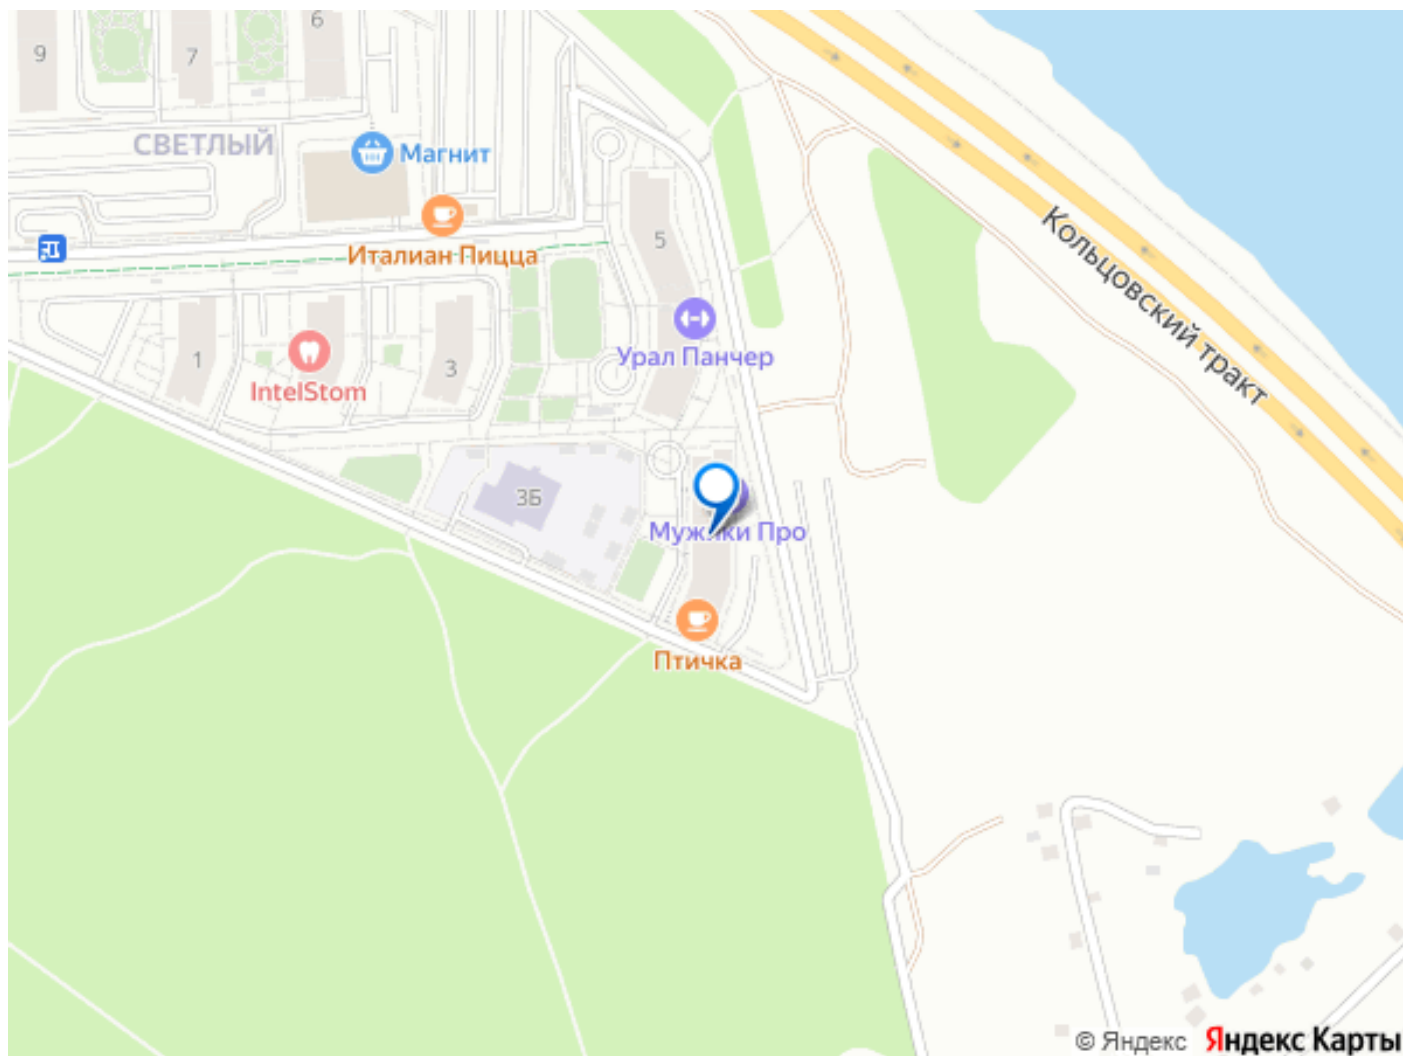 6
9
7
СВЕТЛЫЙ
Магнит
Кольцовский тракт
5
Италиан Пицца
Урал Панчер
1
3
IntelStom
3Б
Мужики Про
Птичка
© Яндекс Яндекс Карты